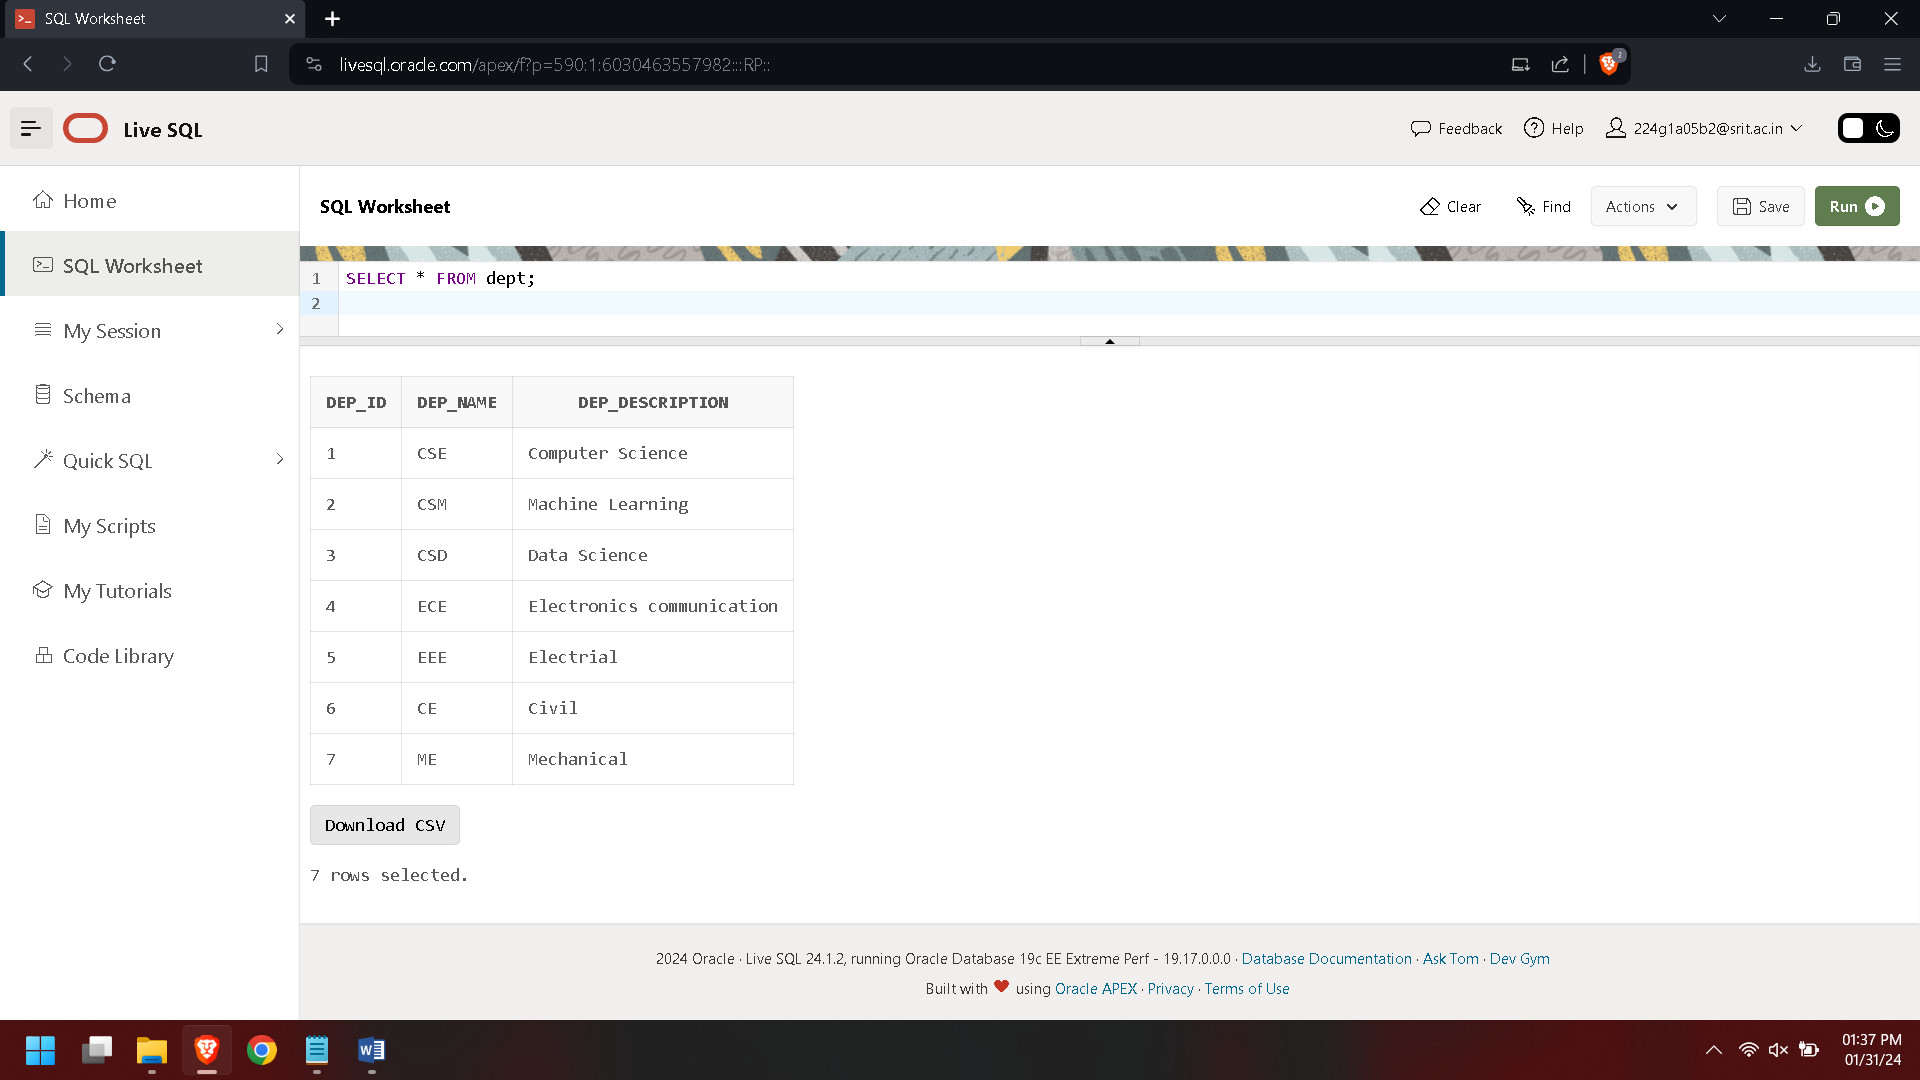 SQL Worksheet
livesql.oracle.com/apex/f?p=590:1:6030463557982:::RP::
2
Live SQL
Feedback
Help
224g1a05b2@srit.ac.in
Home
SQL Worksheet
My Session
Schema
Quick SQL
My Scripts
My Tutorials
Code Library
SQL Worksheet
Clear
Find
Actions
Save
Run
1 SELECT * FROM dept;
2
DEP_ID DEP_NAME DEP_DESCRIPTION
1 CSE Computer Science
2 CSM Machine Learning
3 CSD Data Science
4 ECE Electronics communication
5 EEE Electrial
6 CE Civil
7 ME Mechanical
Download CSV
7 rows selected.
2024 Oracle · Live SQL 24.1.2, running Oracle Database 19c EE Extreme Perf - 19.17.0.0.0 · Database Documentation · Ask Tom · Dev Gym
Built with ❤ using Oracle APEX · Privacy · Terms of Use
W
01:37 PM
01/31/24